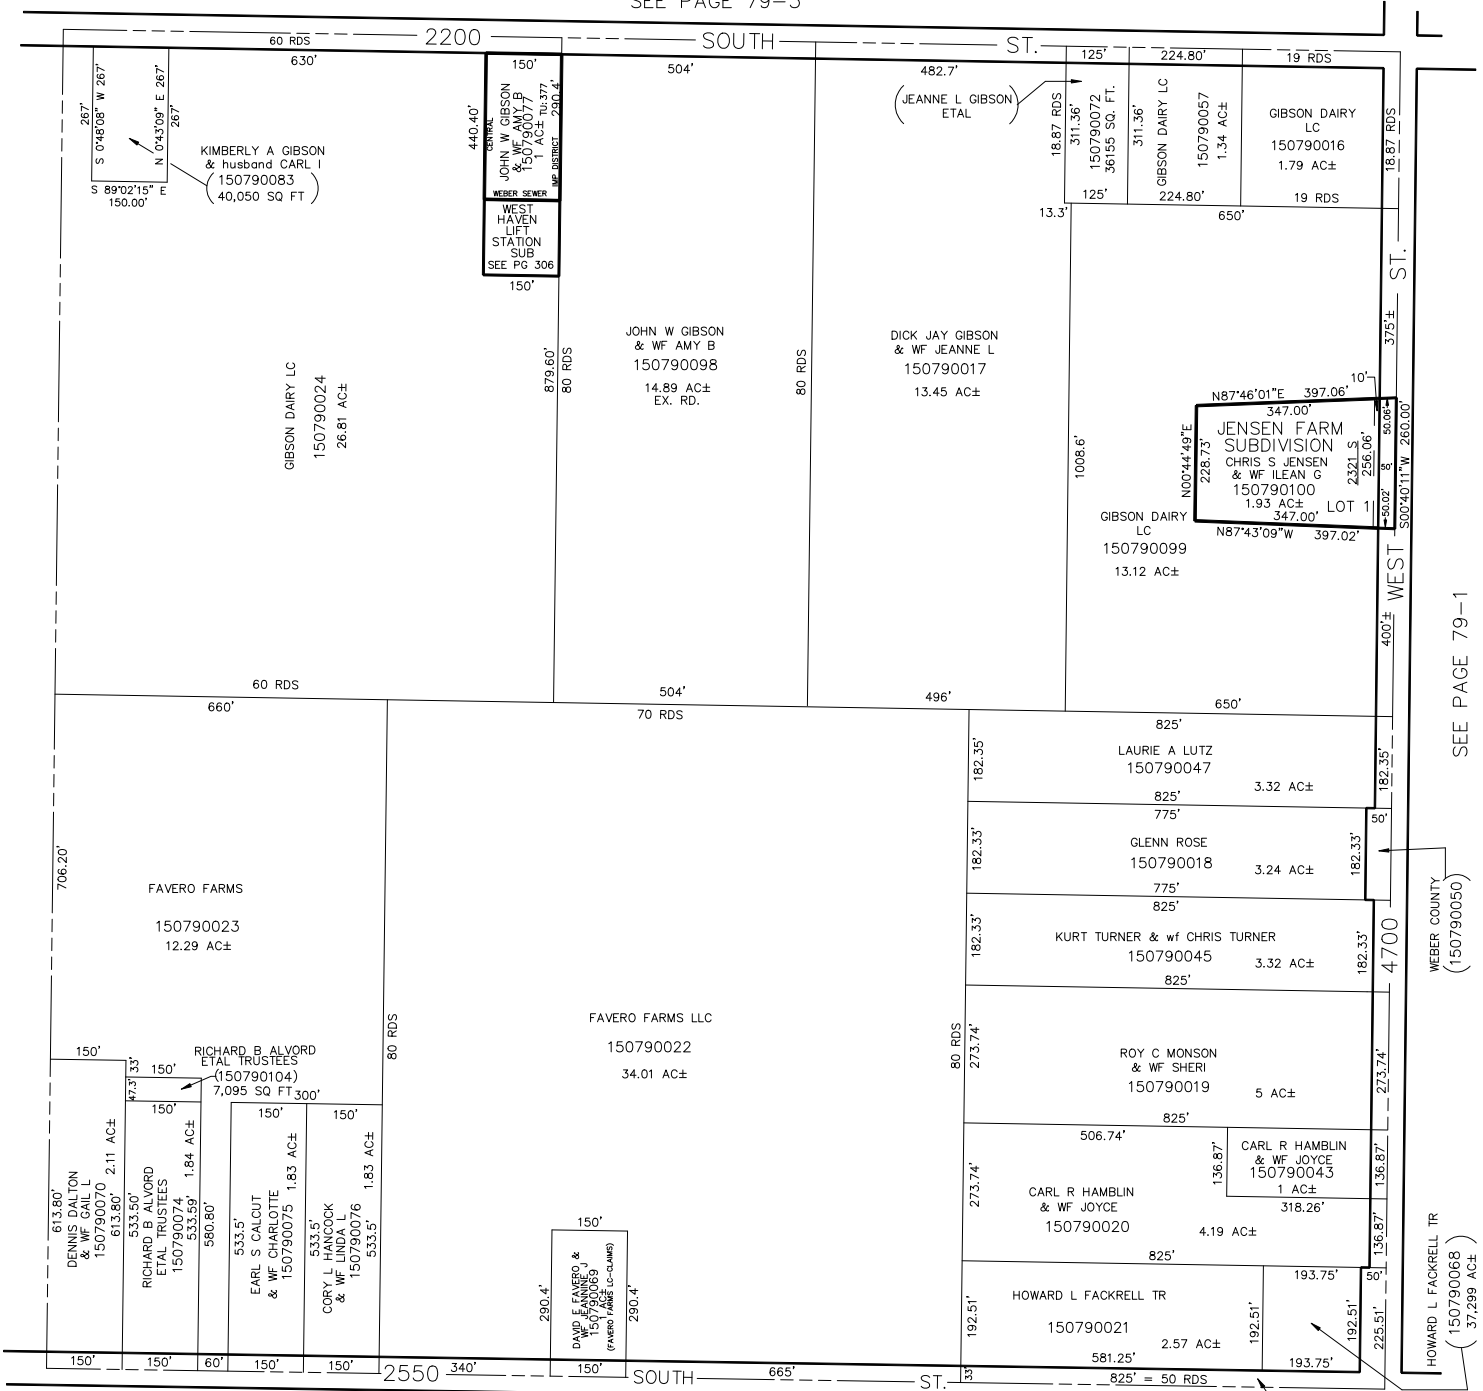 SEE PAGE 79-5
60 RDS
2200
SOUTH
ST.
630'
150'
504'
482.7'
125'
224.80'
19 RDS
267'
S 0°48'08" W 267'
N 0°43'09" E 267'
267'
S 89°02'15" E
150.00'
KIMBERLY A GIBSON
& husband CARL I
(150790083)
40,050 SQ FT
440.40'
CENTRAL
JOHN W GIBSON
& WF AMY B
150790077
1 AC±
TU: 377
290.4'
IMP DISTRICT
WEBER SEWER
WEST
HAVEN
LIFT
STATION
SUB
SEE PG 306
150'
(JEANNE L GIBSON
ETAL)
18.87 RDS
311.36'
150790072
36155 SQ. FT.
311.36'
GIBSON DAIRY LC
150790057
1.34 AC±
GIBSON DAIRY
LC
150790016
1.79 AC±
18.87 RDS
125'
224.80'
19 RDS
13.3'
650'
ST.
375'±
GIBSON DAIRY LC
150790024
26.81 AC±
879.60'
80 RDS
JOHN W GIBSON
& WF AMY B
150790098
14.89 AC±
EX. RD.
80 RDS
DICK JAY GIBSON
& WF JEANNE L
150790017
13.45 AC±
1008.6'
10'
N87°46'01"E 397.06'
347.00'
JENSEN FARM
SUBDIVISION
CHRIS S JENSEN
& WF ILEAN G
150790100
1.93 AC±
LOT 1
347.00'
N87°43'09"W 397.02'
N00°44'49"E
228.73'
2321 S
256.06'
50.06'
50'
50.02'
S00°40'11"W 260.00'
GIBSON DAIRY
LC
150790099
13.12 AC±
WEST
400'±
SEE PAGE 79-1
60 RDS
660'
504'
70 RDS
496'
650'
825'
182.35'
LAURIE A LUTZ
150790047
3.32 AC±
825'
182.35'
775'
50'
182.33'
GLENN ROSE
150790018
3.24 AC±
775'
182.33'
WEBER COUNTY
(150790050)
825'
182.33'
KURT TURNER & wf CHRIS TURNER
150790045
3.32 AC±
825'
182.33'
4700
706.20'
FAVERO FARMS
150790023
12.29 AC±
80 RDS
FAVERO FARMS LLC
150790022
34.01 AC±
80 RDS
273.74'
ROY C MONSON
& WF SHERI
150790019
5 AC±
825'
273.74'
150'
33'
150'
47.3'
RICHARD B ALVORD
ETAL TRUSTEES
(150790104)
7,095 SQ FT
300'
150'
150'
150'
613.80'
DENNIS DALTON
& WF GAIL L
150790070
2.11 AC±
613.80'
533.50'
RICHARD B ALVORD
ETAL TRUSTEES
150790074
1.84 AC±
533.59'
580.80'
533.5'
EARL S CALCUT
& WF CHARLOTTE
150790075
1.83 AC±
533.5'
CORY L HANCOCK
& WF LINDA L
150790076
1.83 AC±
533.5'
506.74'
273.74'
136.87'
CARL R HAMBLIN
& WF JOYCE
150790043
1 AC±
136.87'
318.26'
CARL R HAMBLIN
& WF JOYCE
150790020
4.19 AC±
136.87'
825'
150'
290.4'
DAVID E FAVERO &
WF JEANNINE J
150790069
1 AC±
(FAVERO FARMS LC-CLAIMS)
290.4'
193.75'
50'
192.51'
HOWARD L FACKRELL TR
150790021
2.57 AC±
192.51'
192.51'
225.51'
581.25'
193.75'
HOWARD L FACKRELL TR
(150790068)
37,299 AC±
150'
150'
60'
150'
150'
2550
340'
150'
SOUTH
665'
ST.
33'
825' = 50 RDS